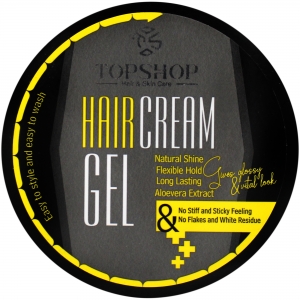 TOPSHOP
Hair & Skin Care
HAIR CREAM
GEL
Natural Shine
Flexible Hold
Long Lasting
Aloevera Extract
Gives glossy
& vital look
& No Stiff and Sticky Feeling
No Flakes and White Residue
Easy to style and easy to wash